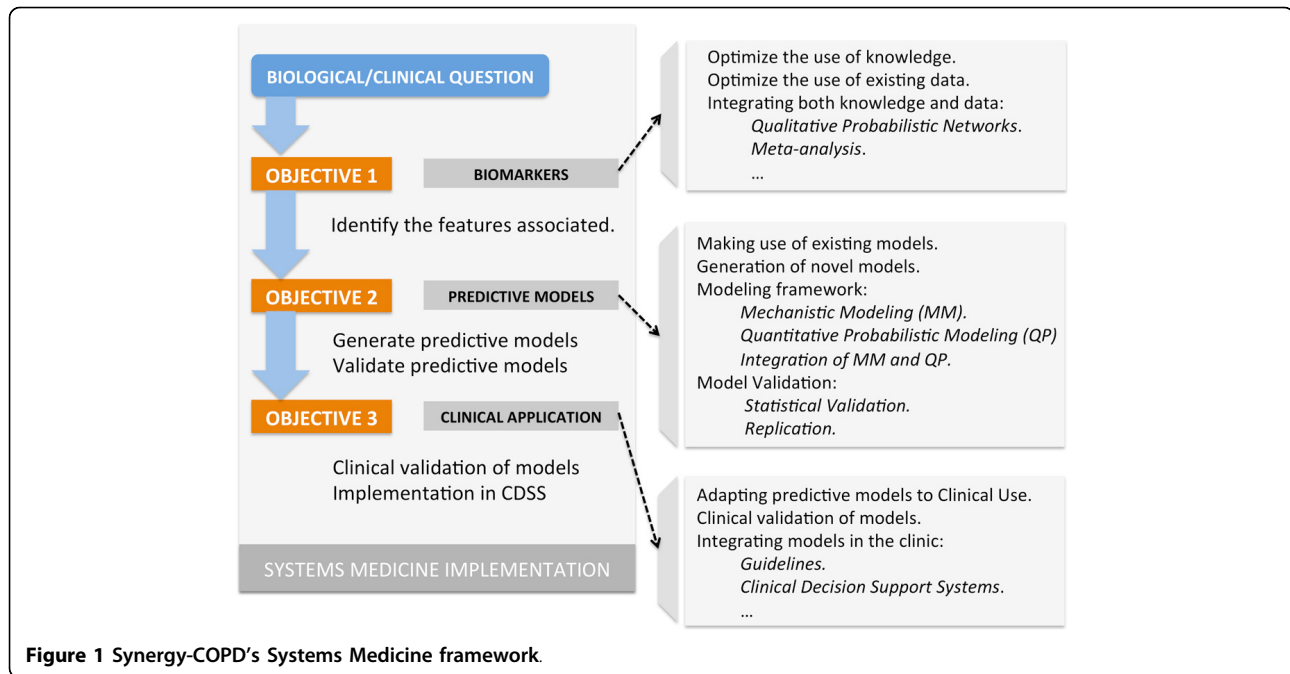 BIOLOGICAL/CLINICAL QUESTION
OBJECTIVE 1
BIOMARKERS
Identify the features associated.
OBJECTIVE 2
PREDICTIVE MODELS
Generate predictive models
Validate predictive models
OBJECTIVE 3
CLINICAL APPLICATION
Clinical validation of models
Implementation in CDSS
SYSTEMS MEDICINE IMPLEMENTATION
Optimize the use of knowledge.
Optimize the use of existing data.
Integrating both knowledge and data:
Qualitative Probabilistic Networks.
Meta-analysis.
...
Making use of existing models.
Generation of novel models.
Modeling framework:
Mechanistic Modeling (MM).
Quantitative Probabilistic Modeling (QP)
Integration of MM and QP.
Model Validation:
Statistical Validation.
Replication.
Adapting predictive models to Clinical Use.
Clinical validation of models.
Integrating models in the clinic:
Guidelines.
Clinical Decision Support Systems.
...
Figure 1 Synergy-COPD's Systems Medicine framework.